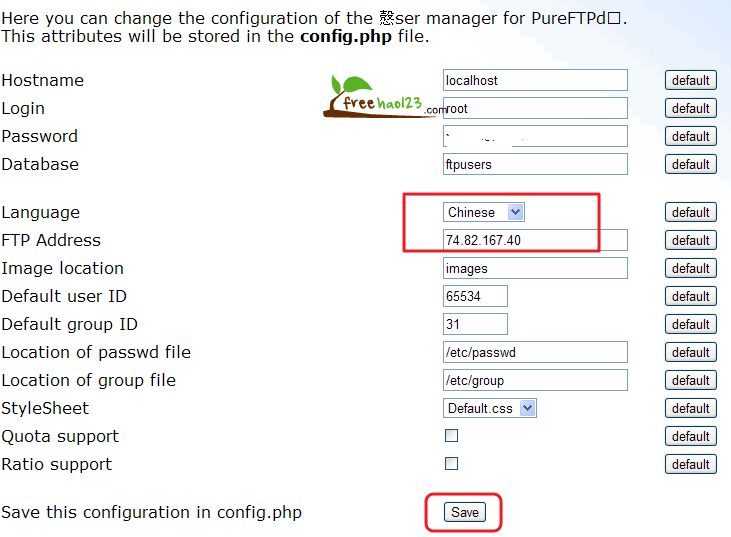 Here you can change the configuration of the 慤ser manager for PureFTPd□.
This attributes will be stored in the config.php file.
Hostname localhost default
freehao123.com
Login root default
Password default
Database ftpusers default
Language Chinese default
FTP Address 74.82.167.40 default
Image location images default
Default user ID 65534 default
Default group ID 31 default
Location of passwd file /etc/passwd default
Location of group file /etc/group default
StyleSheet Default.css default
Quota support default
Ratio support default
Save this configuration in config.php Save